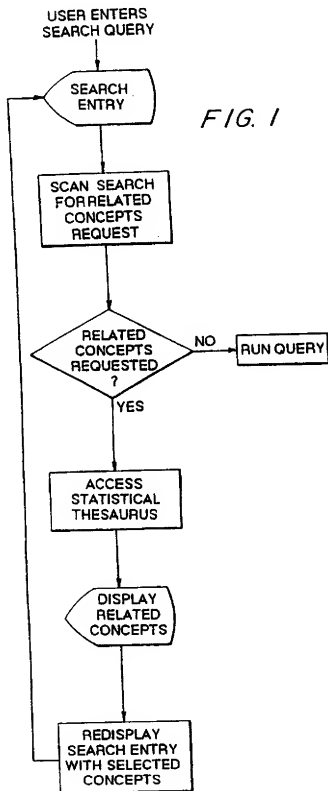 USER ENTERS
SEARCH QUERY
SEARCH
ENTRY
FIG. 1
SCAN SEARCH
FOR RELATED
CONCEPTS
REQUEST
RELATED
CONCEPTS
REQUESTED
?
NO
RUN QUERY
YES
ACCESS
STATISTICAL
THESAURUS
DISPLAY
RELATED
CONCEPTS
REDISPLAY
SEARCH ENTRY
WITH SELECTED
CONCEPTS